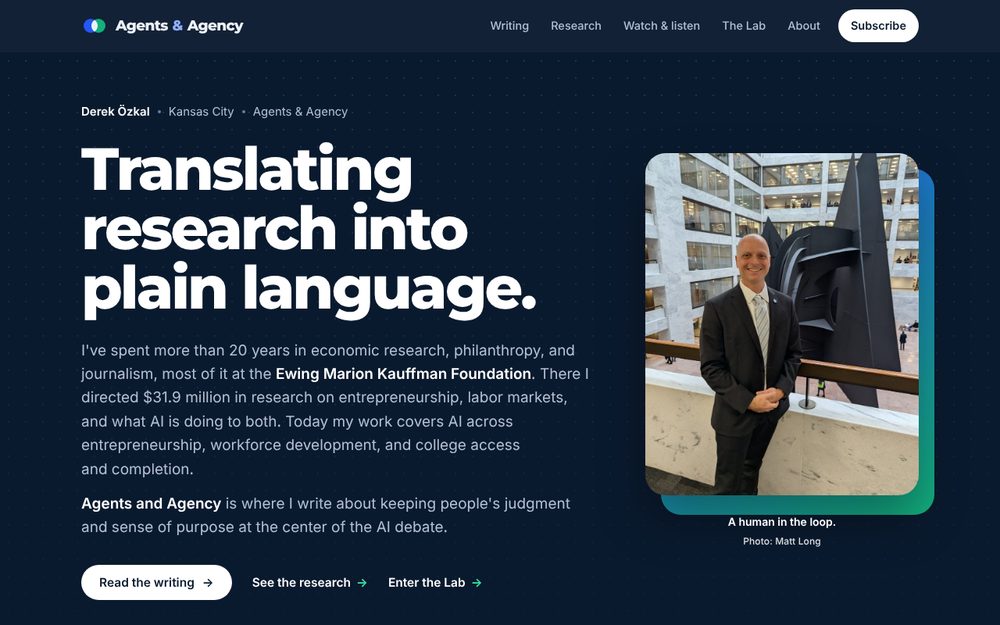 Agents & Agency
Writing
Research
Watch & listen
The Lab
About
Subscribe
Derek Özkal • Kansas City • Agents & Agency
Translating
research into
plain language.
I've spent more than 20 years in economic research, philanthropy, and
journalism, most of it at the Ewing Marion Kauffman Foundation. There I
directed $31.9 million in research on entrepreneurship, labor markets,
and what AI is doing to both. Today my work covers AI across
entrepreneurship, workforce development, and college access
and completion.
Agents and Agency is where I write about keeping people's judgment
and sense of purpose at the center of the AI debate.
Read the writing →
See the research →
Enter the Lab →
A human in the loop.
Photo: Matt Long